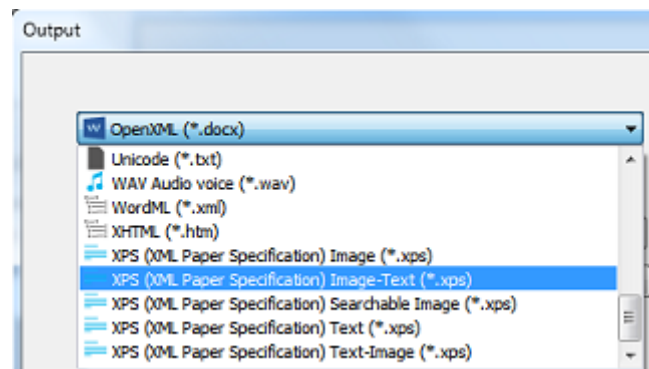 Output
OpenXML (*.docx)
Unicode (*.txt)
WAV Audio voice (*.wav)
WordML (*.xml)
XHTML (*.htm)
XPS (XML Paper Specification) Image (*.xps)
XPS (XML Paper Specification) Image-Text (*.xps)
XPS (XML Paper Specification) Searchable Image (*.xps)
XPS (XML Paper Specification) Text (*.xps)
XPS (XML Paper Specification) Text-Image (*.xps)